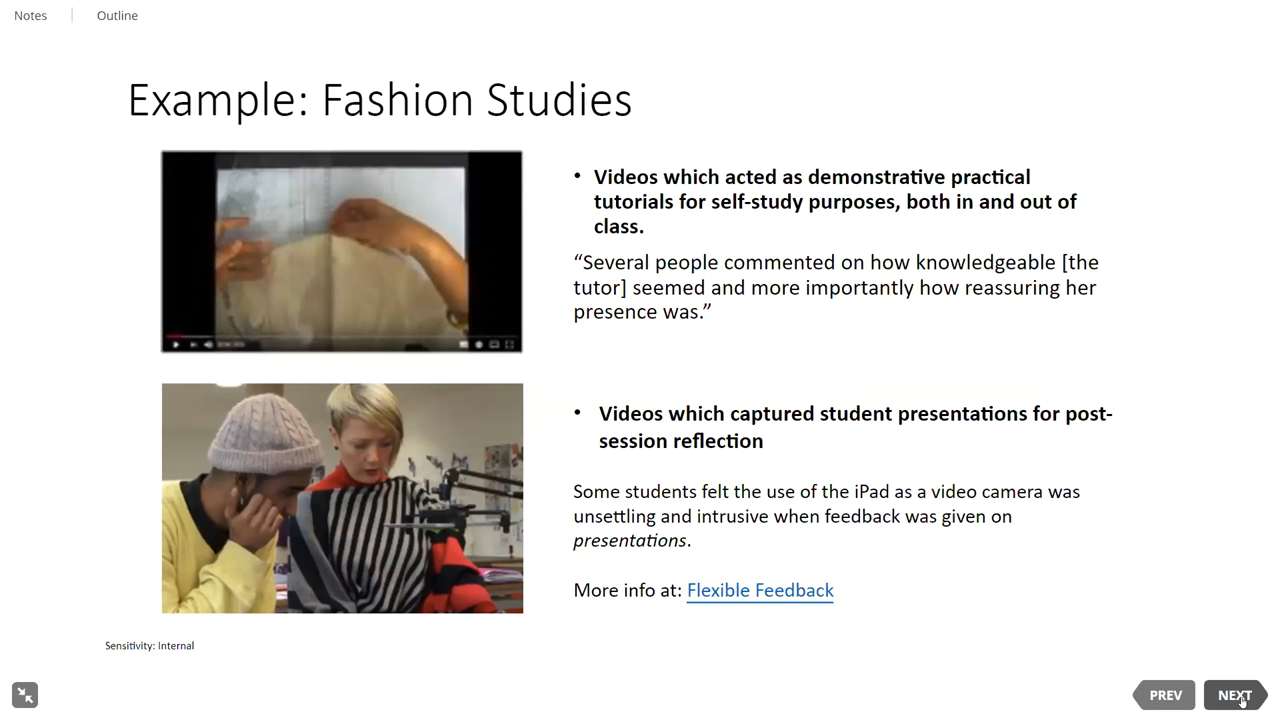 Notes
Outline
Example: Fashion Studies
• Videos which acted as demonstrative practical
tutorials for self-study purposes, both in and out of
class.
“Several people commented on how knowledgeable [the
tutor] seemed and more importantly how reassuring her
presence was.”
• Videos which captured student presentations for post-
session reflection
Some students felt the use of the iPad as a video camera was
unsettling and intrusive when feedback was given on
presentations.
More info at: Flexible Feedback
Sensitivity: Internal
PREV
NEXT